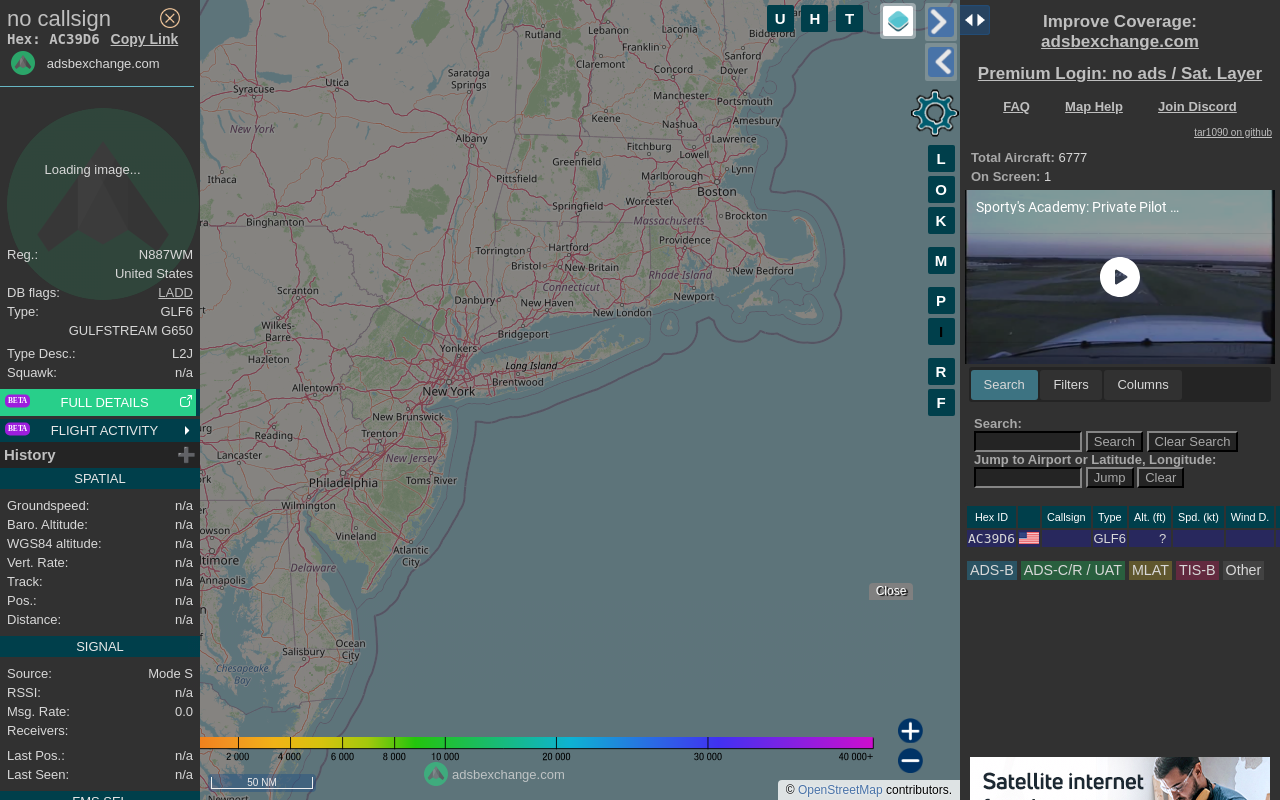 no callsign
Hex: AC39D6 Copy Link
adsbexchange.com
Loading image...
Reg.: N887WM
United States
DB flags: LADD
Type: GLF6
GULFSTREAM G650
Type Desc.: L2J
Squawk: n/a
BETA FULL DETAILS
BETA FLIGHT ACTIVITY
History
SPATIAL
Groundspeed: n/a
Baro. Altitude: n/a
WGS84 altitude: n/a
Vert. Rate: n/a
Track: n/a
Pos.: n/a
Distance: n/a
SIGNAL
Source: Mode S
RSSI: n/a
Msg. Rate: 0.0
Receivers:
Last Pos.: n/a
Last Seen: n/a
U H T
L
O
K
M
P
I
R
F
Rutland
Lebanon
Laconia
Biddeford
Franklin
Claremont
Sanford
Concord
Dover
Saratoga
Springs
Utica
Syracuse
Manchester
Portsmouth
Keene
Amesbury
Nashua
New York
Albany
Lawrence
Fitchburg
Lowell
Greenfield
Lynn
Marlborough
Ithaca
Pittsfield
Boston
Worcester
Springfield
Brockton
Massachusetts
Binghamton
Providence
Hartford
Torrington
Bristol
New Britain
New Bedford
Rhode Island
Connecticut
Scranton
Newport
Danbury
New Haven
New London
Wilkes-
Barre
Bridgeport
Yonkers
Hazleton
Long Island
Brentwood
Allentown
New York
New Brunswick
Reading
Trenton
Lancaster
New Jersey
Toms River
Philadelphia
Wilmington
Vineland
Atlantic
City
Delaware
Annapolis
Ocean
City
Salisbury
Chesapeake
Bay
Close
2 000 4 000 6 000 8 000 10 000 20 000 30 000 40 000+
50 NM
adsbexchange.com
© OpenStreetMap contributors.
Improve Coverage:
adsbexchange.com
Premium Login: no ads / Sat. Layer
FAQ Map Help Join Discord
tar1090 on github
Total Aircraft: 6777
On Screen: 1
Sporty's Academy: Private Pilot ...
Search Filters Columns
Search:
Search Clear Search
Jump to Airport or Latitude, Longitude:
Jump Clear
Hex ID Callsign Type Alt. (ft) Spd. (kt) Wind D.
AC39D6 GLF6 ?
ADS-B ADS-C/R / UAT MLAT TIS-B Other
Satellite internet